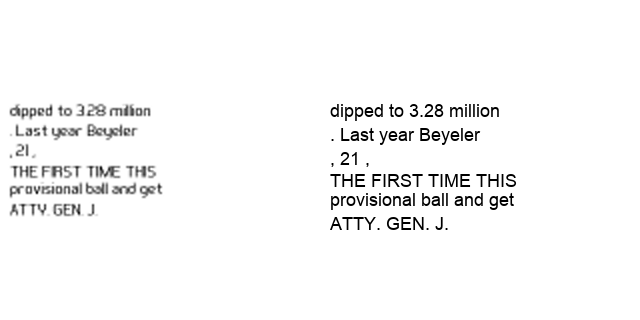 dipped to 3.28 million
. Last year Beyeler
, 21 ,
THE FIRST TIME THIS
provisional ball and get
ATTY. GEN. J.
dipped to 3.28 million
. Last year Beyeler
, 21 ,
THE FIRST TIME THIS
provisional ball and get
ATTY. GEN. J.